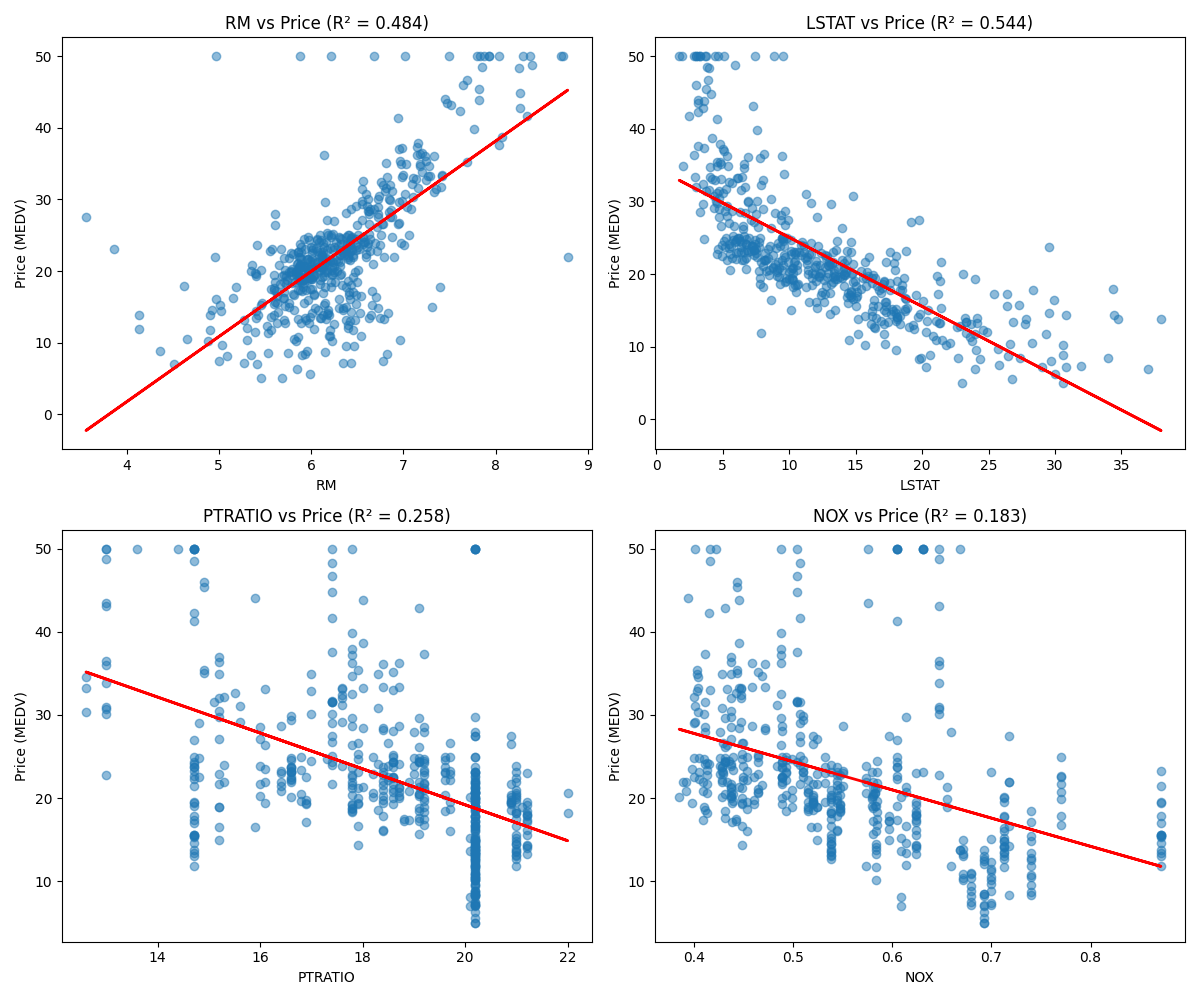 RM vs Price (R² = 0.484)
50
40
30
20
10
0
Price (MEDV)
4 5 6 7 8 9
RM
LSTAT vs Price (R² = 0.544)
50
40
30
20
10
0
Price (MEDV)
0 5 10 15 20 25 30 35
LSTAT
PTRATIO vs Price (R² = 0.258)
50
40
30
20
10
Price (MEDV)
14 16 18 20 22
PTRATIO
NOX vs Price (R² = 0.183)
50
40
30
20
10
Price (MEDV)
0.4 0.5 0.6 0.7 0.8
NOX